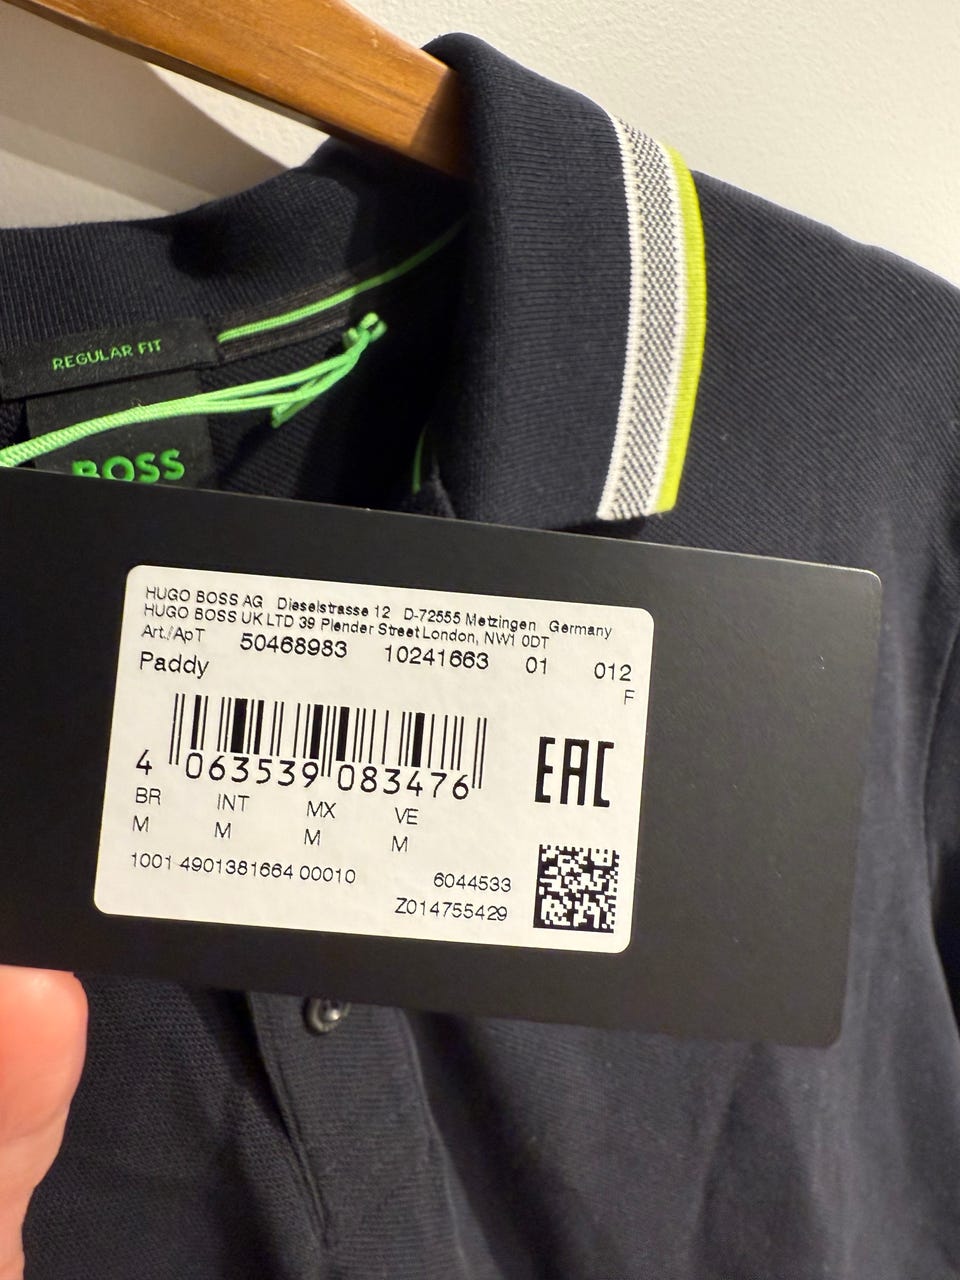 REGULAR FIT
BOSS
HUGO BOSS AG Dieselstrasse 12 D-72555 Metzingen Germany
HUGO BOSS UK LTD 39 Plender Street London, NW1 0DT
Art./ApT 50468983 10241663 01 012
Paddy F
4 063539 083476
EAC
BR INT MX VE
M M M M
1001 4901381664 00010 6044533
Z014755429